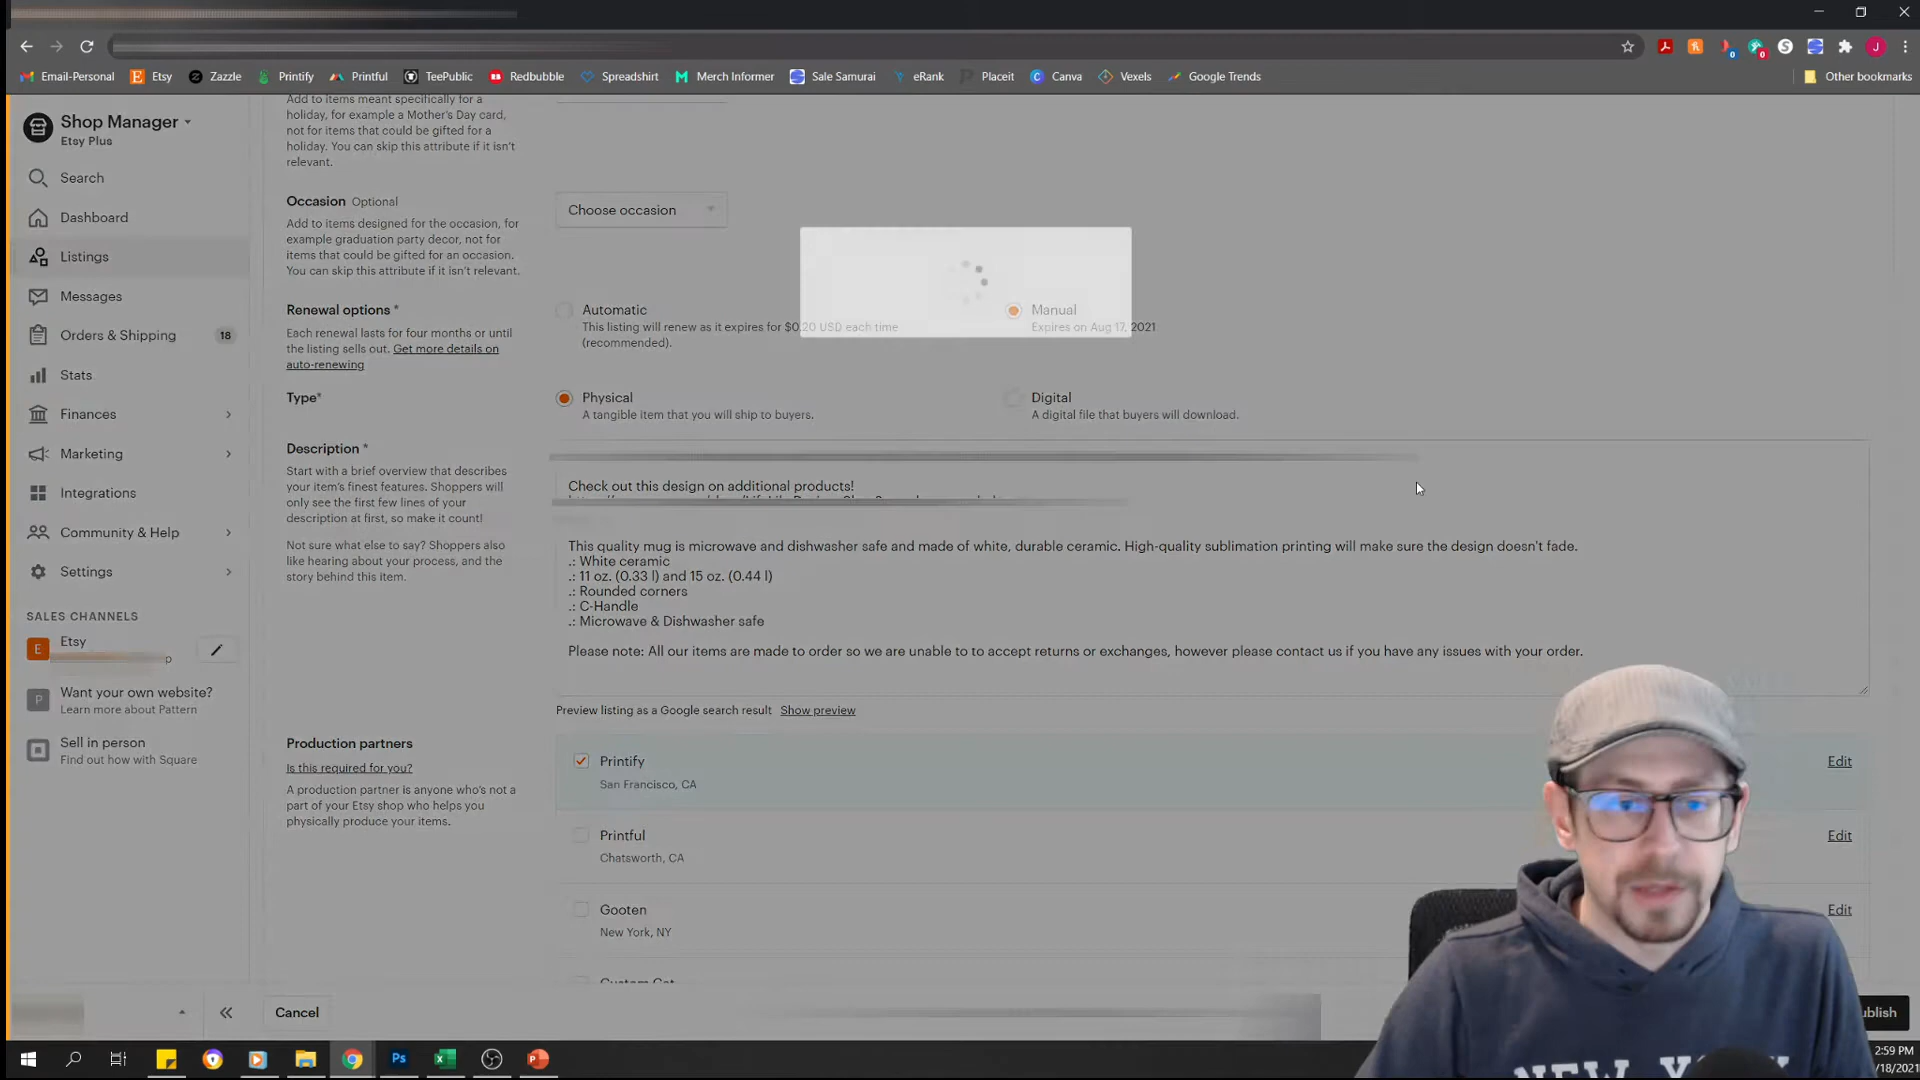 Email-Personal Etsy Zazzle Printify Printful TeePublic Redbubble Spreadshirt Merch Informer Sale Samurai eRank Placeit Canva Vexels Google Trends Other bookmarks
Shop Manager
Etsy Plus
Search
Dashboard
Listings
Messages
Orders & Shipping 18
Stats
Finances
Marketing
Integrations
Community & Help
Settings
SALES CHANNELS
E Etsy
P Want your own website?
Learn more about Pattern
Sell in person
Find out how with Square
Add to items meant specifically for a
holiday, for example a Mother's Day card,
not for items that could be gifted for a
holiday. You can skip this attribute if it isn't
relevant.
Occasion Optional
Choose occasion
Add to items designed for the occasion, for
example graduation party decor, not for
items that could be gifted for an occasion.
You can skip this attribute if it isn't relevant.
Renewal options *
Each renewal lasts for four months or until
the listing sells out. Get more details on
auto-renewing
Automatic
This listing will renew as it expires for $0.20 USD each time
(recommended).
Manual
Expires on Aug 17, 2021
Type*
Physical
A tangible item that you will ship to buyers.
Digital
A digital file that buyers will download.
Description *
Start with a brief overview that describes
your item's finest features. Shoppers will
only see the first few lines of your
description at first, so make it count!
Not sure what else to say? Shoppers also
like hearing about your process, and the
story behind this item.
Check out this design on additional products!
This quality mug is microwave and dishwasher safe and made of white, durable ceramic. High-quality sublimation printing will make sure the design doesn't fade.
.: White ceramic
.: 11 oz. (0.33 l) and 15 oz. (0.44 l)
.: Rounded corners
.: C-Handle
.: Microwave & Dishwasher safe
Please note: All our items are made to order so we are unable to to accept returns or exchanges, however please contact us if you have any issues with your order.
Preview listing as a Google search result Show preview
Production partners
Is this required for you?
A production partner is anyone who's not a
part of your Etsy shop who helps you
physically produce your items.
Printify Edit
San Francisco, CA
Printful Edit
Chatsworth, CA
Gooten Edit
New York, NY
Cancel
blish
2:59 PM
/18/2021
NEW YORK